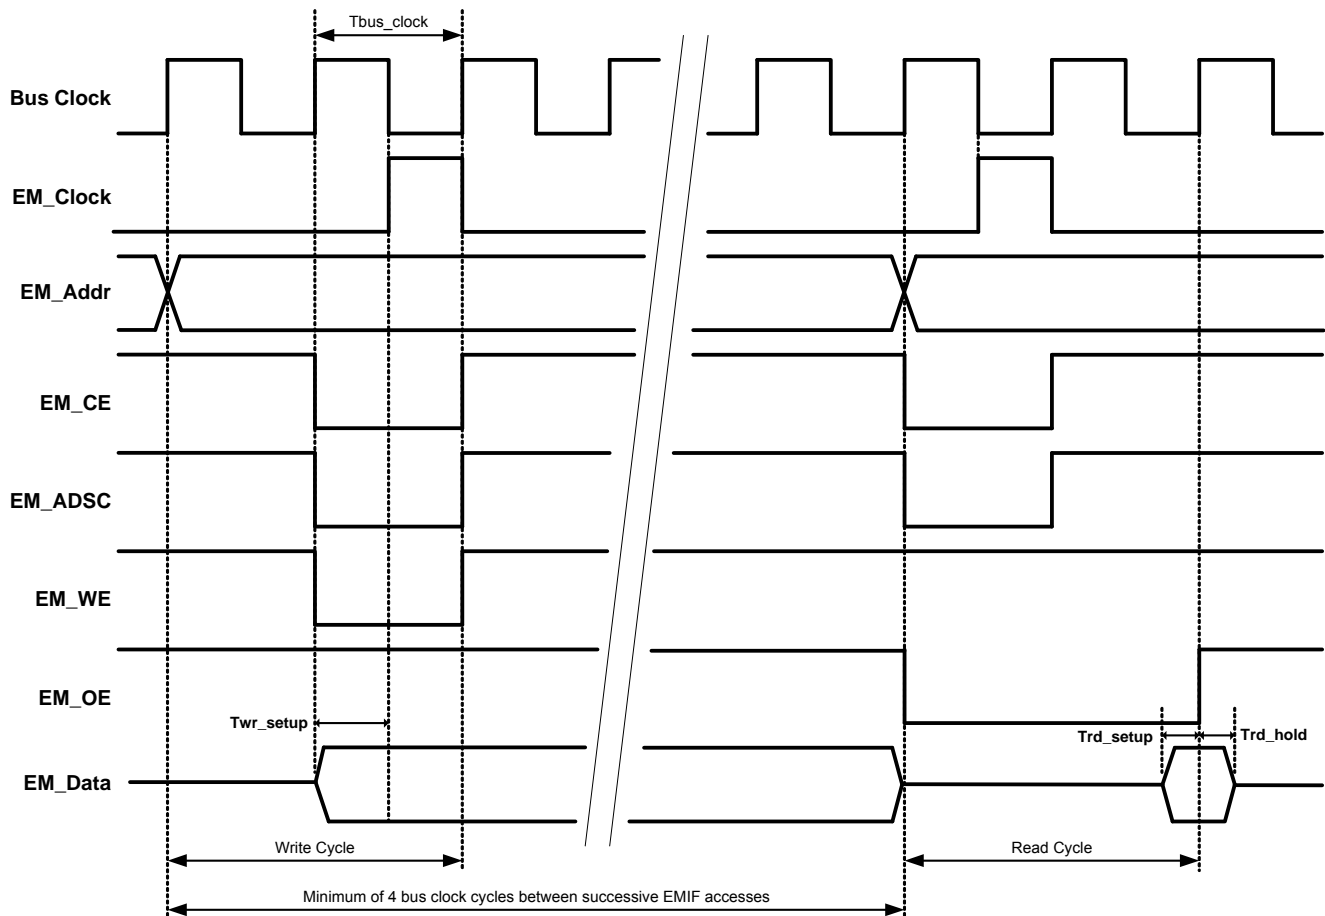 Tbus_clock
Bus Clock
EM_Clock
EM_Addr
EM_CE
EM_ADSC
EM_WE
EM_OE
Twr_setup
Trd_setup
Trd_hold
EM_Data
Write Cycle
Read Cycle
Minimum of 4 bus clock cycles between successive EMIF accesses